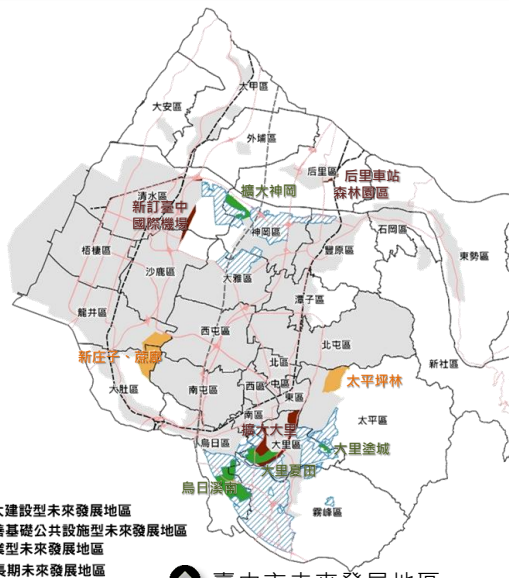 大甲區
大安區
外埔區
后里區
后里車站
森林園區
清水區
擴大神岡
新訂臺中
國際機場
神岡區
石岡區
梧棲區
豐原區
東勢區
沙鹿區
大雅區
潭子區
龍井區
西屯區
北屯區
新庄子、蔗廍
北區
新社區
大肚區
南屯區
西區
中區
太平坪林
東區
南區
太平區
擴大大里
烏日區
大里區
大里塗城
大里夏田
烏日溪南
霧峰區
大建設型未來發展地區
善基礎公共設施型未來發展地區
業型未來發展地區
長期未來發展地區